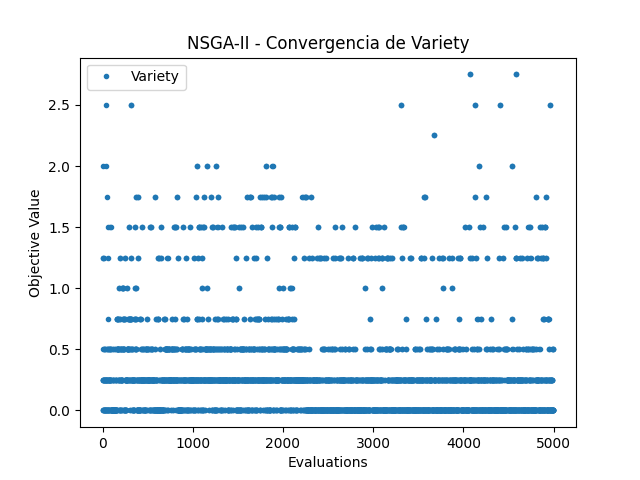 NSGA-II - Convergencia de Variety
Variety
2.5
2.0
1.5
1.0
0.5
0.0
Objective Value
0 1000 2000 3000 4000 5000
Evaluations